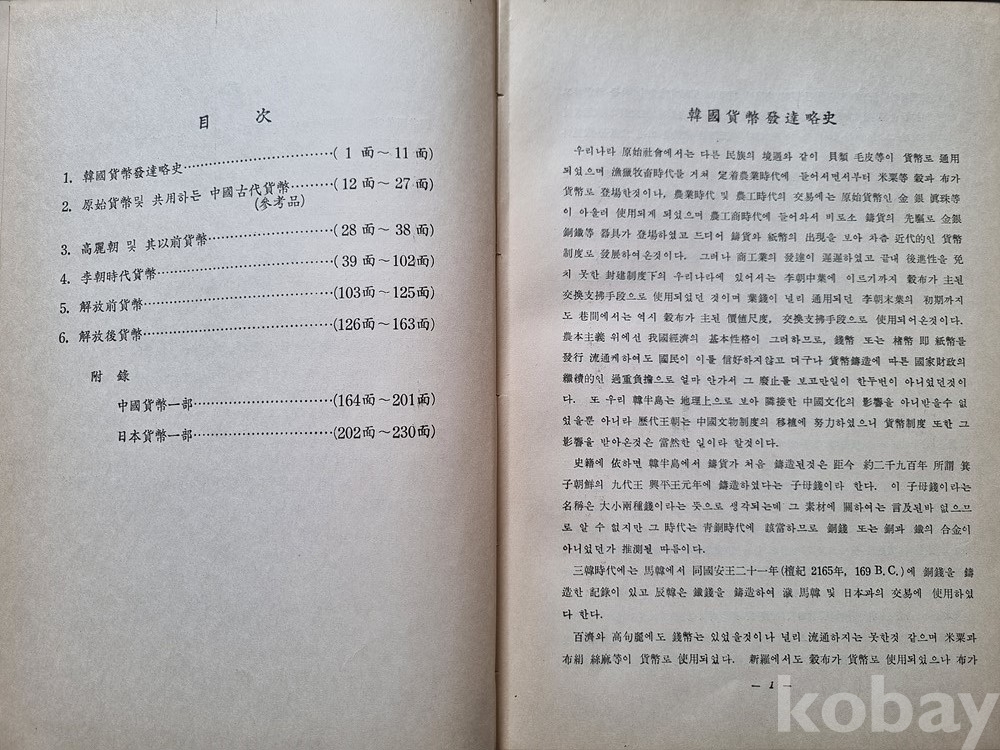 目 次
1. 韓國貨幣發達略史……………………( 1 面～ 11 面)
2. 原始貨幣및 共用하든 中國古代貨幣………(12 面～ 27 面)
(參考品)
3. 高麗朝 및 其以前貨幣……………………(28 面～ 38 面)
4. 李朝時代貨幣……………………(39 面～102面)
5. 解放前貨幣……………………(103面～125面)
6. 解放後貨幣……………………(126面～163面)
附 錄
中國貨幣一部……………………(164面～201面)
日本貨幣一部……………………(202面～230面)
韓國貨幣發達略史
우리나라 原始社會에서는 다른 民族의 境遇와 같이 貝類 毛皮等이 貨幣로 通用
되었으며 漁獵牧畜時代를 거쳐 定着農業時代에 들어서면서부터 米栗等 穀과 布가
貨幣로 登場한것이나, 農業時代 및 農工時代의 交易에는 原始貨幣인 金 銀 眞珠等
이 아울러 使用되게 되었으며 農工商時代에 들어와서 비로소 鑄貨의 先驅로 金銀
銅鐵等 器具가 登場하였고 드디어 鑄貨와 紙幣의 出現을 보아 차츰 近代的인 貨幣
制度로 發展하여온것이다. 그러나 商工業의 發達이 遲遲하였고 끝내 後進性을 免
치 못한 封建制度下의 우리나라에 있어서는 李朝中葉에 이르기까지 穀布가 主된
交換支拂手段으로 使用되었던 것이며 葉錢이 널리 通用되던 李朝末葉의 初期까지
도 巷間에서는 역시 穀布가 主된 價値尺度, 交換支拂手段으로 使用되어온것이다.
農本主義 위에선 我國經濟의 基本性格이 그러하므로, 錢幣 또는 楮幣 即 紙幣를
發行 流通케하여도 國民이 이를 信好하지않고 더구나 貨幣鑄造에 따른 國家財政의
繼續的인 過重負擔으로 얼마 안가서 그 廢止를 보고만일이 한두번이 아니었던것이
다. 또 우리 韓半島는 地理上으로 보아 隣接한 中國文化의 影響을 아니받을수 없
었을뿐 아니라 歷代王朝는 中國文物制度의 移植에 努力하였으니 貨幣制度 또한 그
影響을 받아온것은 當然한 일이라 할것이다.
史籍에 依하면 韓半島에서 鑄貨가 처음 鑄造된것은 距今 約二千九百年 所謂 箕
子朝鮮의 九代王 興平王元年에 鑄造하였다는 子母錢이라 한다. 이 子母錢이라는
名稱은 大小兩種錢이라는 뜻으로 생각되는데 그 素材에 關하여는 言及된바 없으므
로 알 수 없지만 그 時代는 靑銅時代에 該當하므로 銅錢 또는 銅과 鐵의 合金이
아니었던가 推測될 따름이다.
三韓時代에는 馬韓에서 同國安王二十一年(檀紀 2165年, 169 B.C.)에 銅錢을 鑄
造한 記錄이 있고 辰韓은 鐵錢을 鑄造하여 濊 馬韓 및 日本과의 交易에 使用하였
다 한다.
百濟와 高句麗에도 錢幣는 있었을것이나 널리 流通하지는 못한것 같으며 米栗과
布絹 絲麻等이 貨幣로 使用되었다. 新羅에서도 穀布가 貨幣로 使用되었으나 布가
— 1 —
kobay